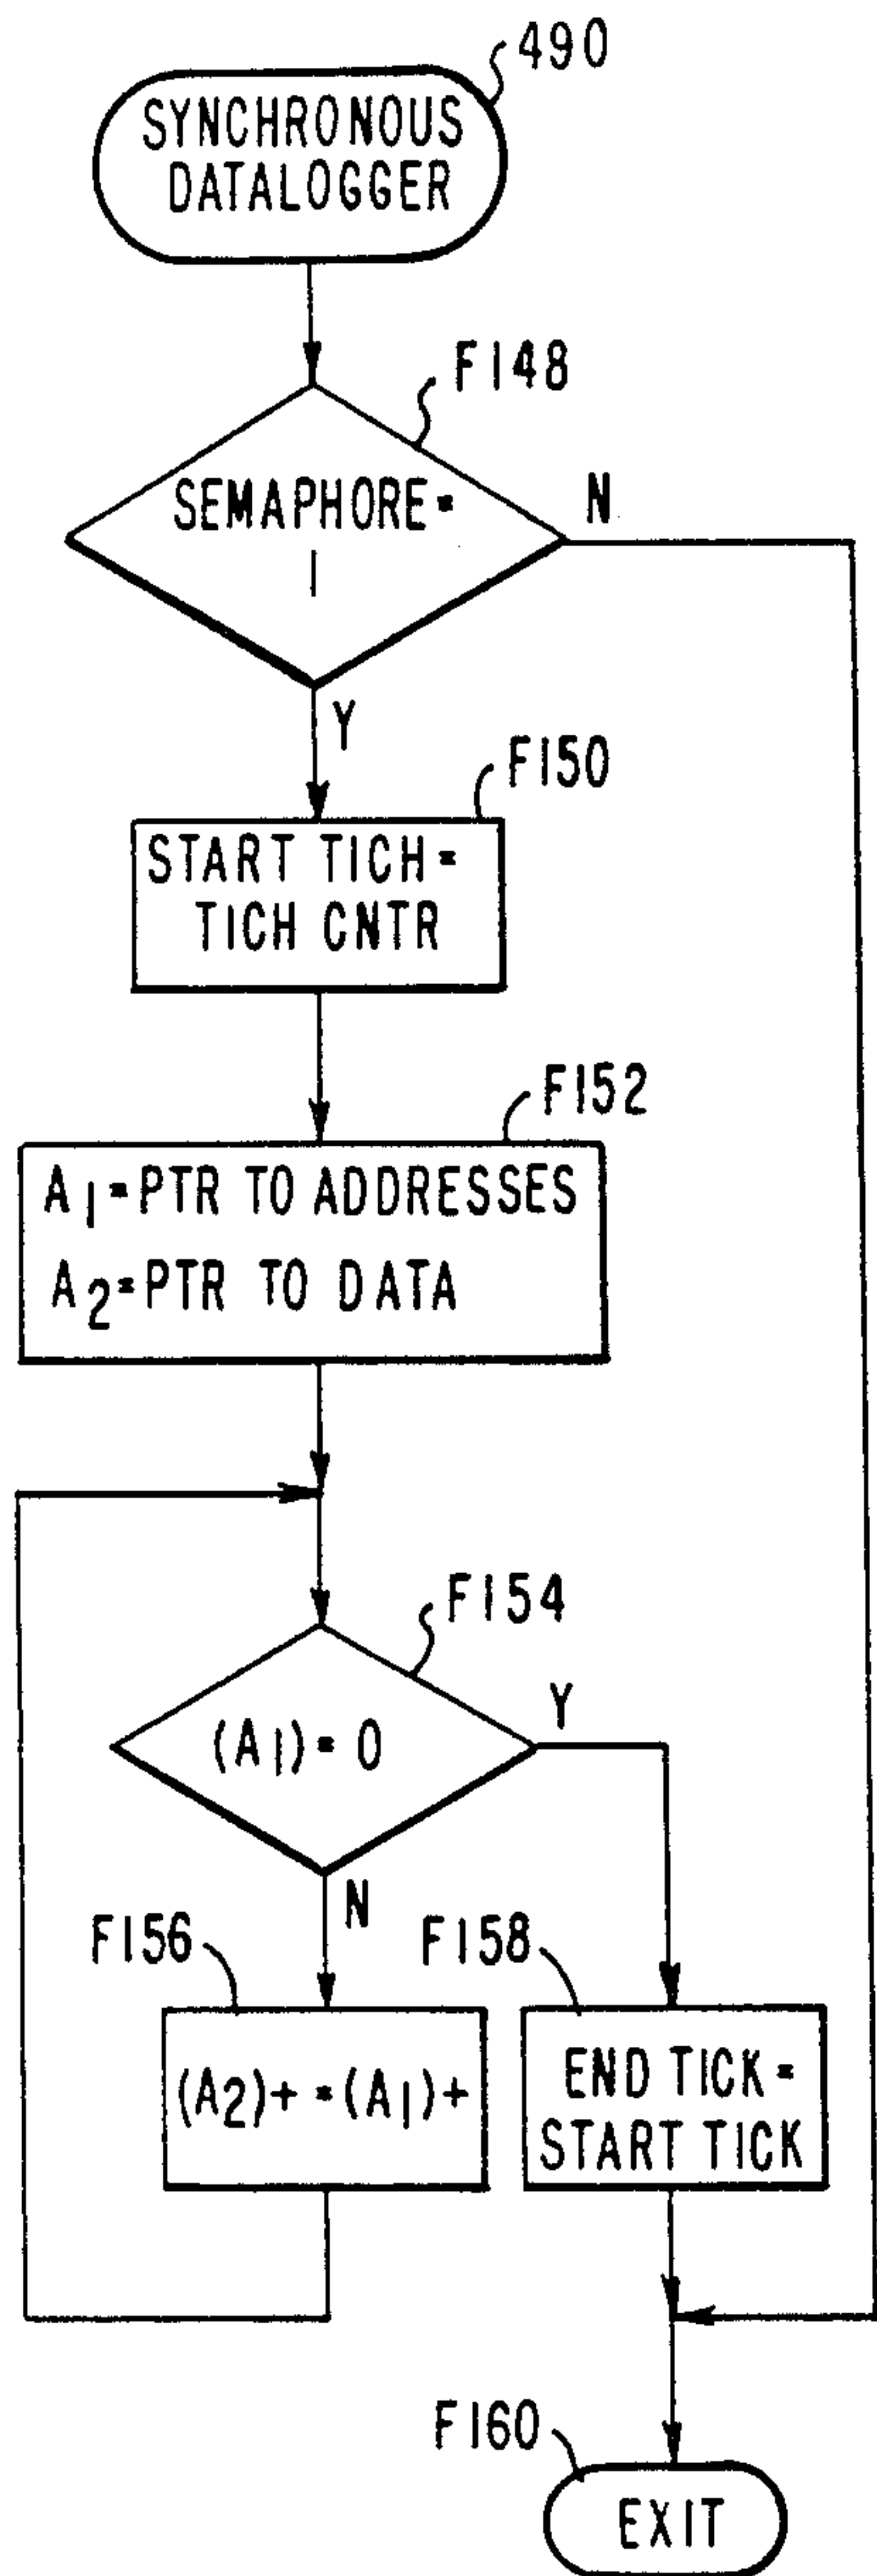 490
SYNCHRONOUS
DATALOGGER
F148
SEMAPHORE=
1
N
Y
F150
START TICH=
TICH CNTR
F152
A1=PTR TO ADDRESSES
A2=PTR TO DATA
F154
(A1)=0
Y
N
F156
F158
(A2)+=(A1)+
END TICK=
START TICK
F160
EXIT